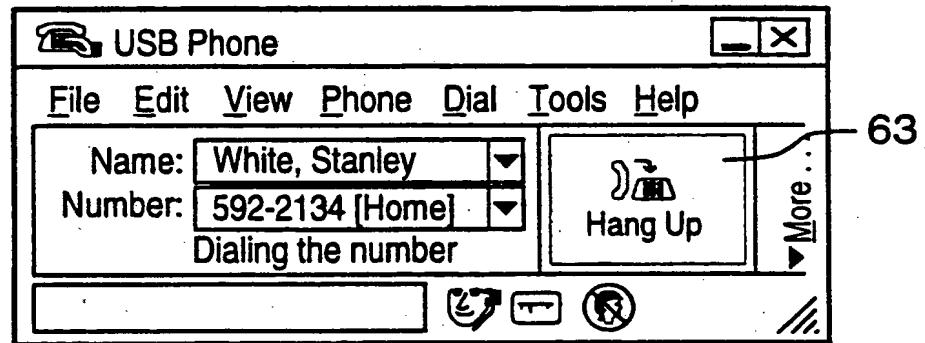 USB Phone
File Edit View Phone Dial Tools Help
63
Name: White, Stanley
Number: 592-2134 [Home]
Dialing the number
Hang Up
More...